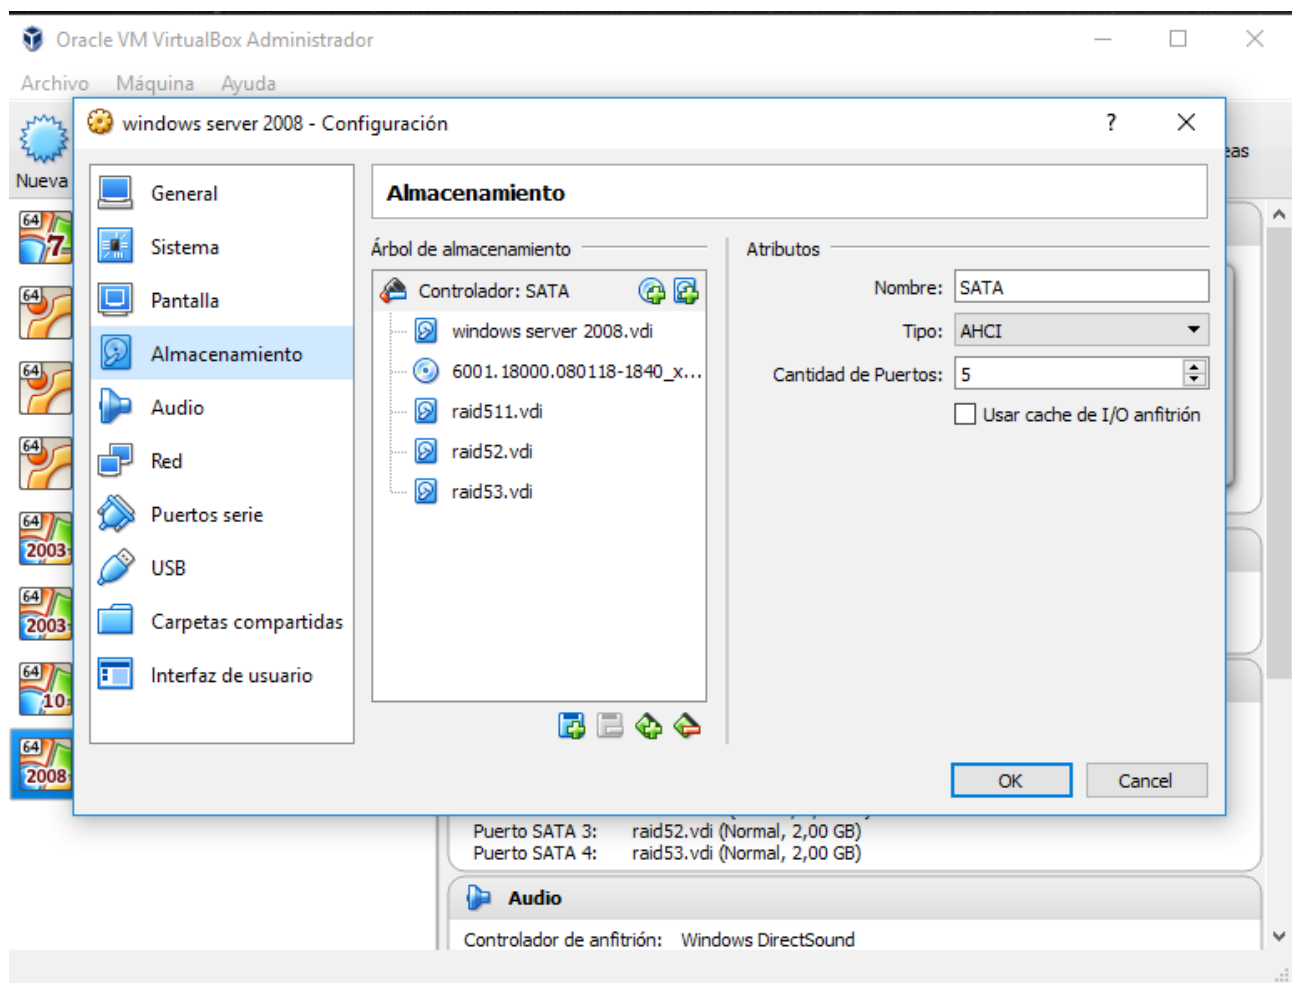 Oracle VM VirtualBox Administrador
Archivo Máquina Ayuda
windows server 2008 - Configuración ?
Nueva
eas
General
Sistema
Pantalla
Almacenamiento
Audio
Red
Puertos serie
USB
Carpetas compartidas
Interfaz de usuario
Almacenamiento
Árbol de almacenamiento
Controlador: SATA
windows server 2008.vdi
6001.18000.080118-1840_x...
raid511.vdi
raid52.vdi
raid53.vdi
Atributos
Nombre: SATA
Tipo: AHCI
Cantidad de Puertos: 5
Usar cache de I/O anfitrión
OK Cancel
64
7
64
64
64
64
2003
64
2003
64
10
64
2008
Puerto SATA 3: raid52.vdi (Normal, 2,00 GB)
Puerto SATA 4: raid53.vdi (Normal, 2,00 GB)
Audio
Controlador de anfitrión: Windows DirectSound